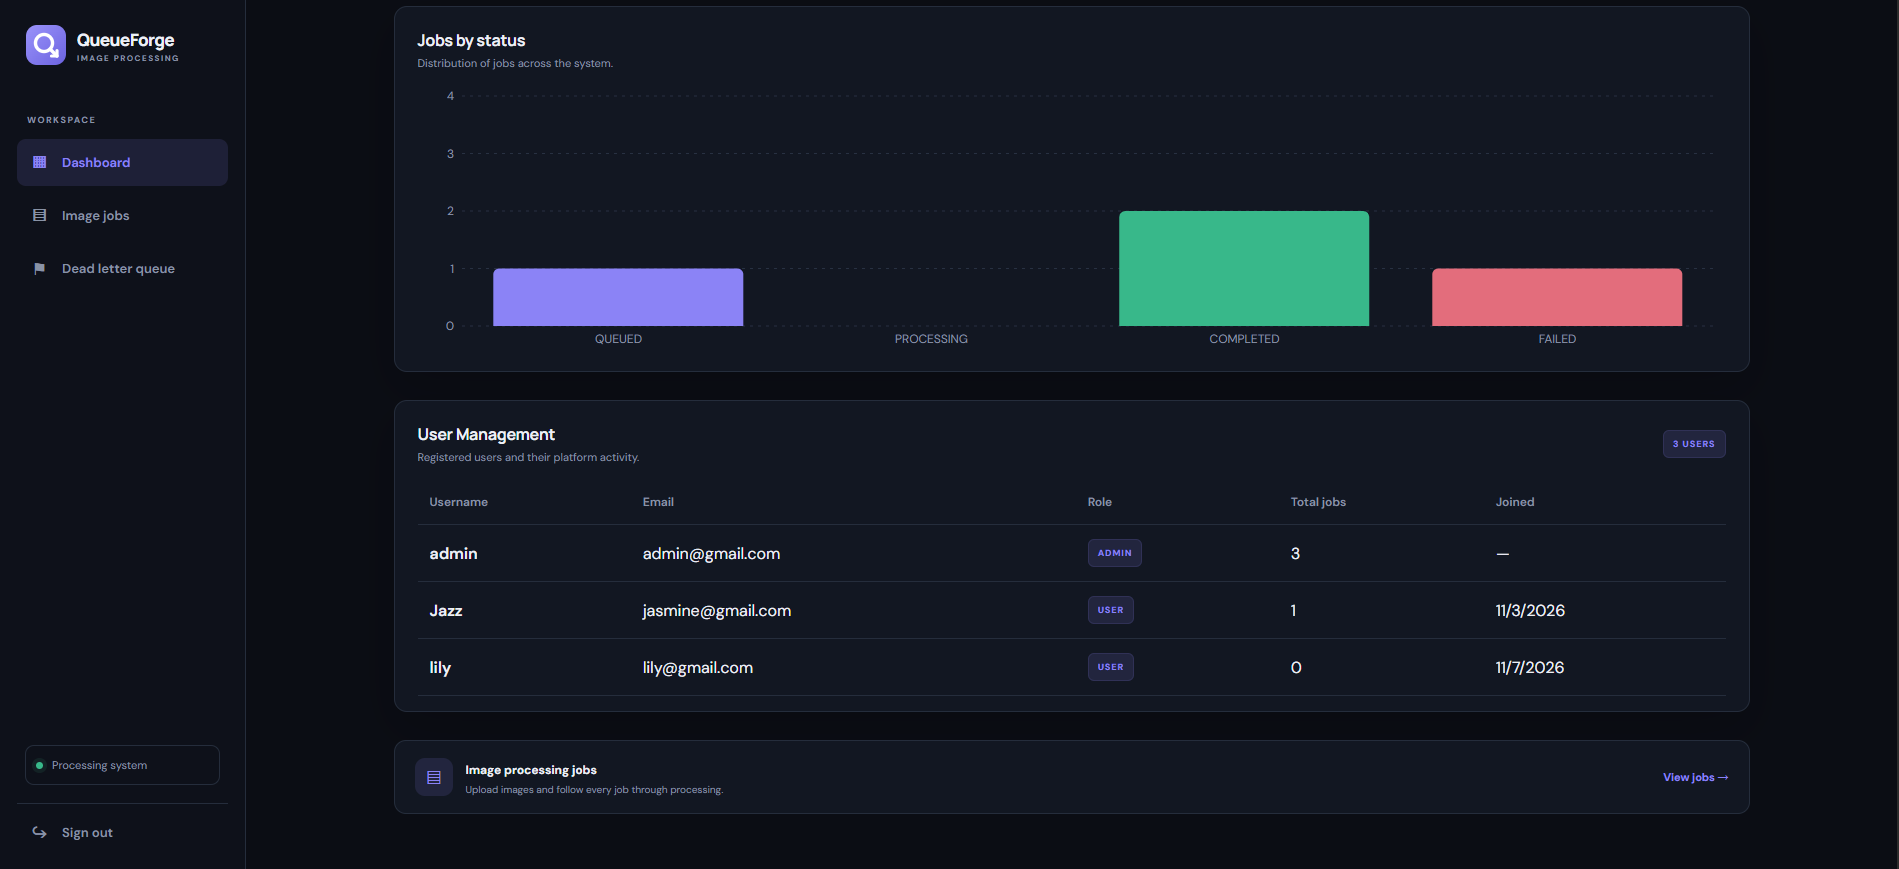 QueueForge
IMAGE PROCESSING
WORKSPACE
Dashboard
Image jobs
Dead letter queue
Processing system
Sign out
Jobs by status
Distribution of jobs across the system.
4
3
2
1
0
QUEUED PROCESSING COMPLETED FAILED
User Management
Registered users and their platform activity.
3 USERS
Username Email Role Total jobs Joined
admin admin@gmail.com ADMIN 3 —
Jazz jasmine@gmail.com USER 1 11/3/2026
lily lily@gmail.com USER 0 11/7/2026
Image processing jobs
Upload images and follow every job through processing.
View jobs →